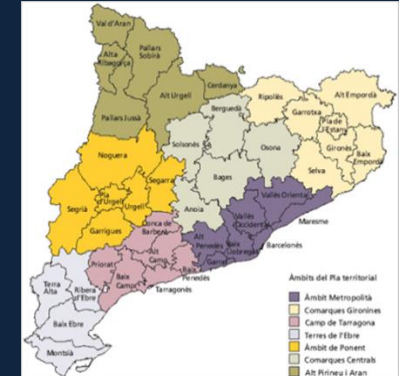 Val d'Aran
Pallars
Sobirà
Alta
Ribagorça
Cerdanya
Alt Urgell
Pallars Jussà
Berguedà
Ripollès
Alt Empordà
Garrotxa
Pla de
l'Estany
Solsonès
Osona
Gironès
Baix
Empordà
Noguera
Segarra
Bages
Selva
Pla
d'Urgell
Urgell
Segrià
Anoia
Vallès Oriental
Garrigues
Conca de
Barberà
Vallès
Occidental
Maresme
Alt
Penedès
Baix
Llobregat
Barcelonès
Garraf
Priorat
Alt
Camp
Baix
Camp
Baix
Penedès
Tarragonès
Terra
Alta
Ribera
d'Ebre
Baix Ebre
Montsià
Àmbits del Pla territorial
Àmbit Metropolità
Comarques Gironines
Camp de Tarragona
Terres de l'Ebre
Àmbit de Ponent
Comarques Centrals
Alt Pirineu i Aran